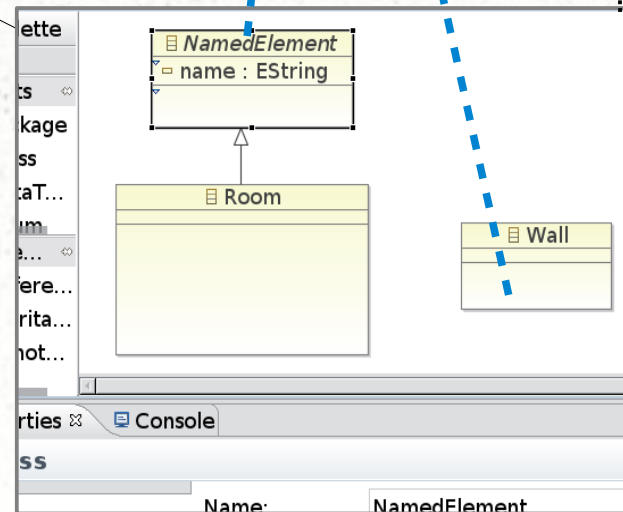 ette
NamedElement
name : EString
ts
kage
ss
taT...
Room
Wall
e...
fere...
rita...
not...
rties
Console
ss
Name:
NamedElement